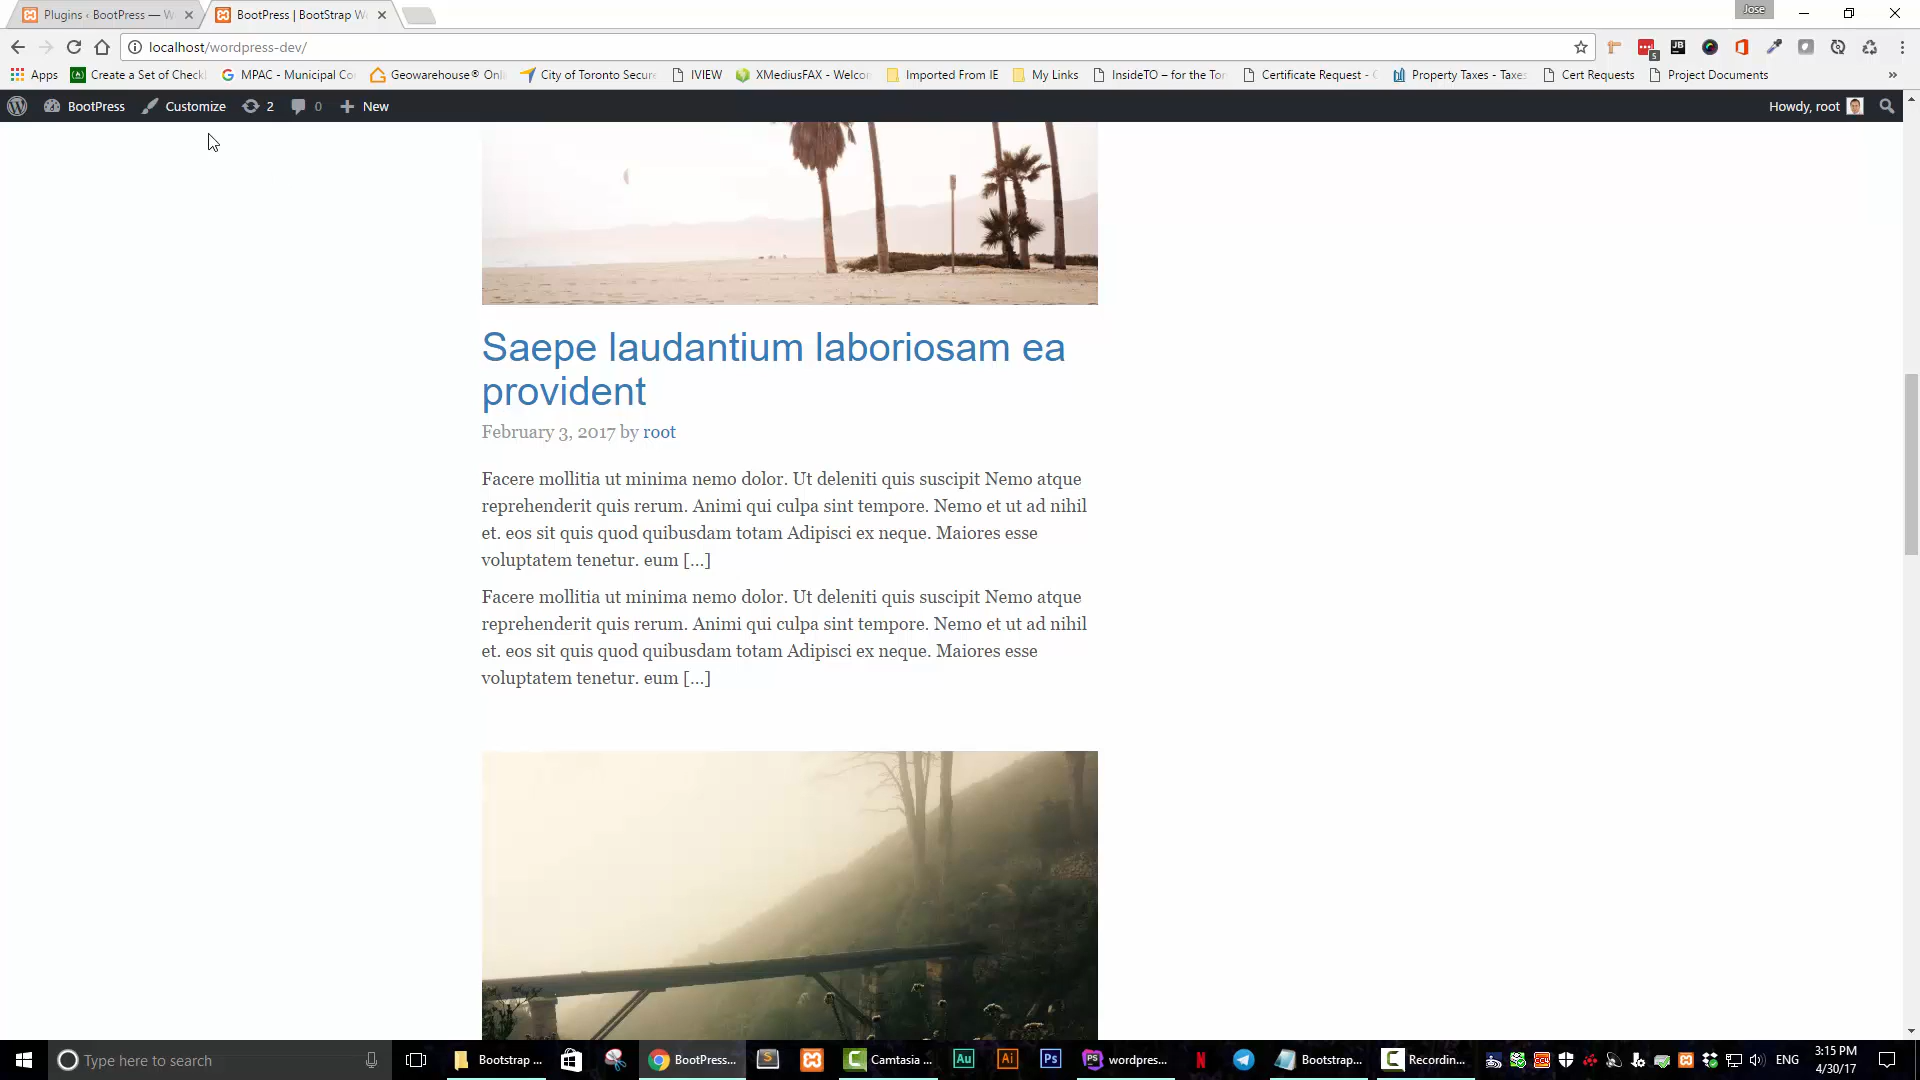 Plugins ‹ BootPress — W
BootPress | BootStrap W
Jose
localhost/wordpress-dev/
Apps
Create a Set of Checkl
MPAC - Municipal Co
Geowarehouse® Onl
City of Toronto Secure
IVIEW
XMediusFAX - Welcon
Imported From IE
My Links
InsideTO – for the Tor
Certificate Request - C
Property Taxes - Taxes
Cert Requests
Project Documents
»
BootPress
Customize
2
0
New
Howdy, root
Saepe laudantium laboriosam ea
provident
February 3, 2017 by root
Facere mollitia ut minima nemo dolor. Ut deleniti quis suscipit Nemo atque
reprehenderit quis rerum. Animi qui culpa sint tempore. Nemo et ut ad nihil
et. eos sit quis quod quibusdam totam Adipisci ex neque. Maiores esse
voluptatem tenetur. eum [...]
Facere mollitia ut minima nemo dolor. Ut deleniti quis suscipit Nemo atque
reprehenderit quis rerum. Animi qui culpa sint tempore. Nemo et ut ad nihil
et. eos sit quis quod quibusdam totam Adipisci ex neque. Maiores esse
voluptatem tenetur. eum [...]
Type here to search
Bootstrap ...
BootPress...
Camtasia ...
Au
Ai
Ps
wordpres...
Bootstrap...
Recordin...
ENG
3:15 PM
4/30/17